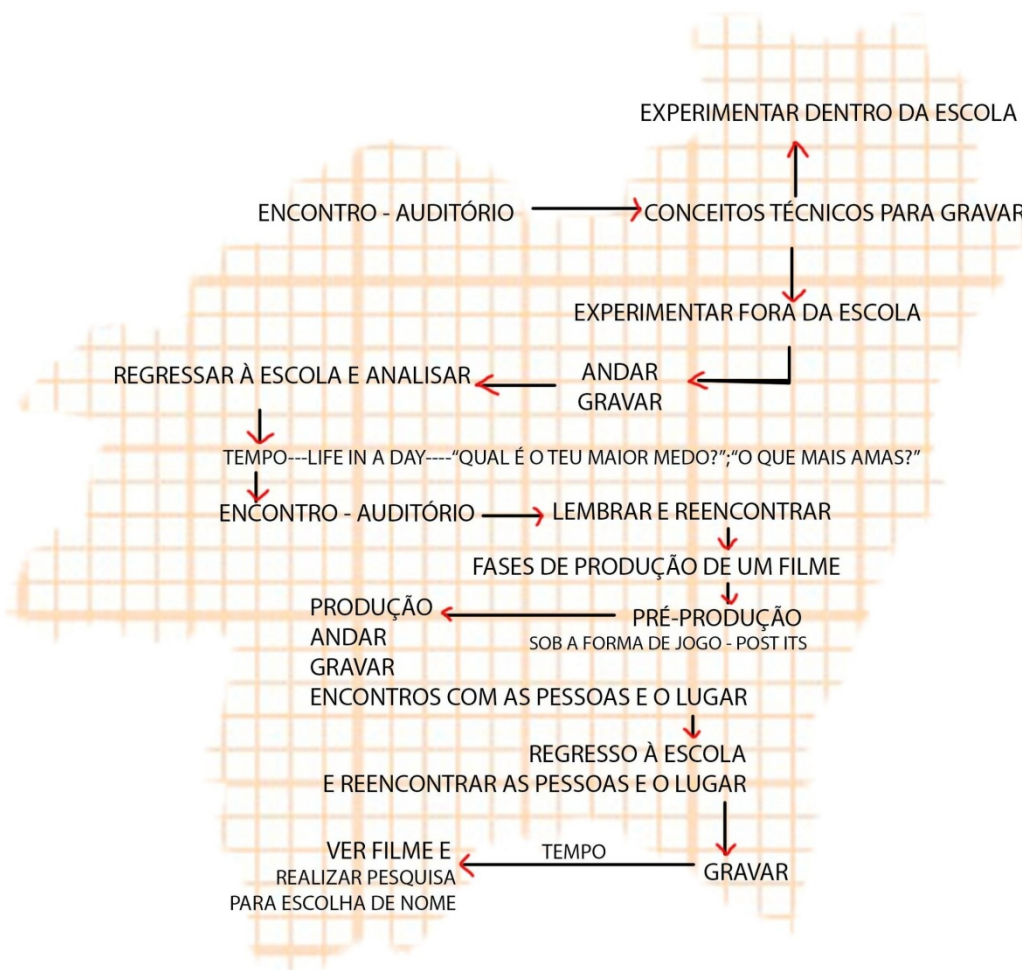 EXPERIMENTAR DENTRO DA ESCOLA
ENCONTRO - AUDITÓRIO
CONCEITOS TÉCNICOS PARA GRAVAR
EXPERIMENTAR FORA DA ESCOLA
ANDAR
GRAVAR
REGRESSAR À ESCOLA E ANALISAR
TEMPO---LIFE IN A DAY----“QUAL É O TEU MAIOR MEDO?”;“O QUE MAIS AMAS?”
ENCONTRO - AUDITÓRIO
LEMBRAR E REENCONTRAR
FASES DE PRODUÇÃO DE UM FILME
PRÉ-PRODUÇÃO
SOB A FORMA DE JOGO - POST ITS
PRODUÇÃO
ANDAR
GRAVAR
ENCONTROS COM AS PESSOAS E O LUGAR
REGRESSO À ESCOLA
E REENCONTRAR AS PESSOAS E O LUGAR
GRAVAR
TEMPO
VER FILME E
REALIZAR PESQUISA
PARA ESCOLHA DE NOME